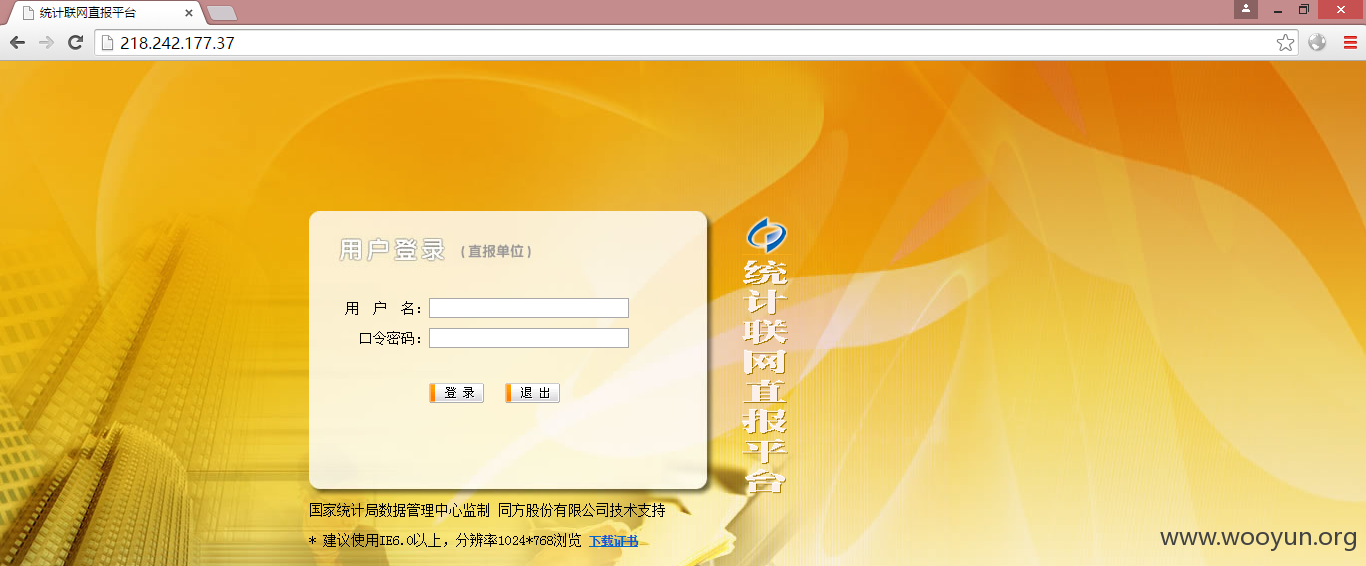 统计联网直报平台
218.242.177.37
用户登录 (直报单位)
用 户 名：
口令密码：
登 录 退 出
统计联网直报平台
国家统计局数据管理中心监制 同方股份有限公司技术支持
* 建议使用IE6.0以上，分辨率1024*768浏览 下载证书
www.wooyun.org